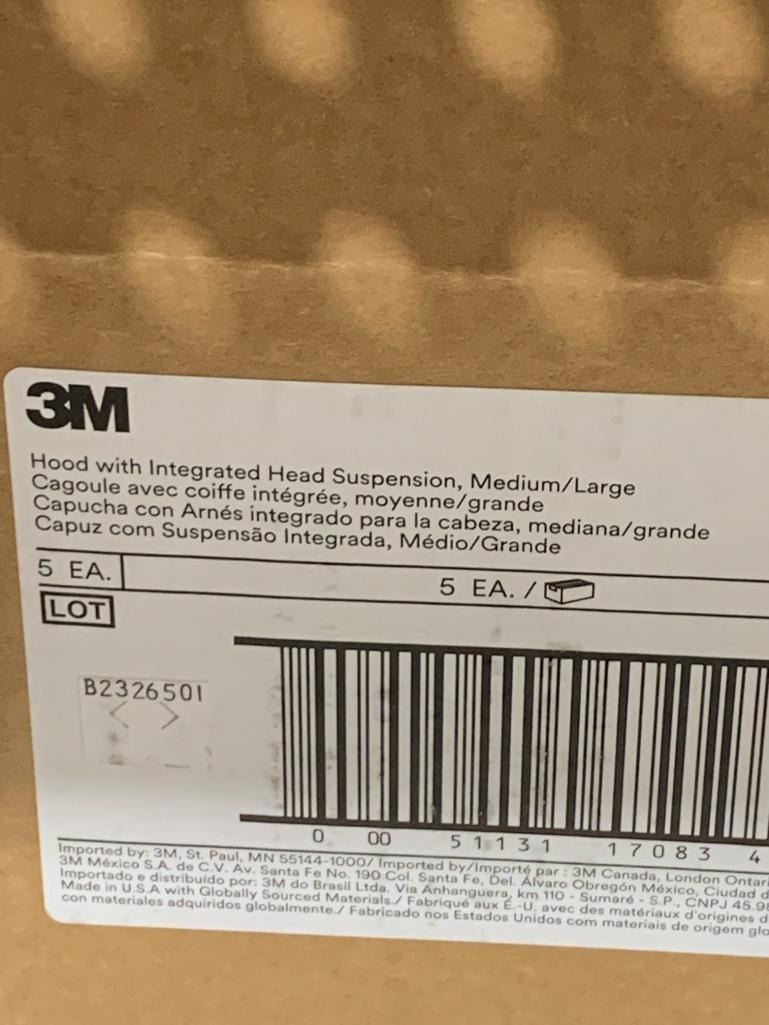 3M
Hood with Integrated Head Suspension, Medium/Large
Cagoule avec coiffe intégrée, moyenne/grande
Capucha con Arnés integrado para la cabeza, mediana/grande
Capuz com Suspensão Integrada, Médio/Grande
5 EA.
5 EA. /
LOT
B2326501
< >
0 00 51131 17083 4
Imported by: 3M, St. Paul, MN 55144-1000/ Imported by/Importé par : 3M Canada, London Ontari
3M México S.A. de C.V. Av. Santa Fe No. 190 Col. Santa Fe, Del. Álvaro Obregón México, Ciudad d
Importado e distribuído por: 3M do Brasil Ltda. Via Anhanguera, km 110 - Sumaré - S.P., CNPJ 45.98
Made in U.S.A with Globally Sourced Materials./ Fabriqué aux É.-U. avec des matériaux d'origines d
con materiales adquiridos globalmente./ Fabricado nos Estados Unidos com materiais de origem glo